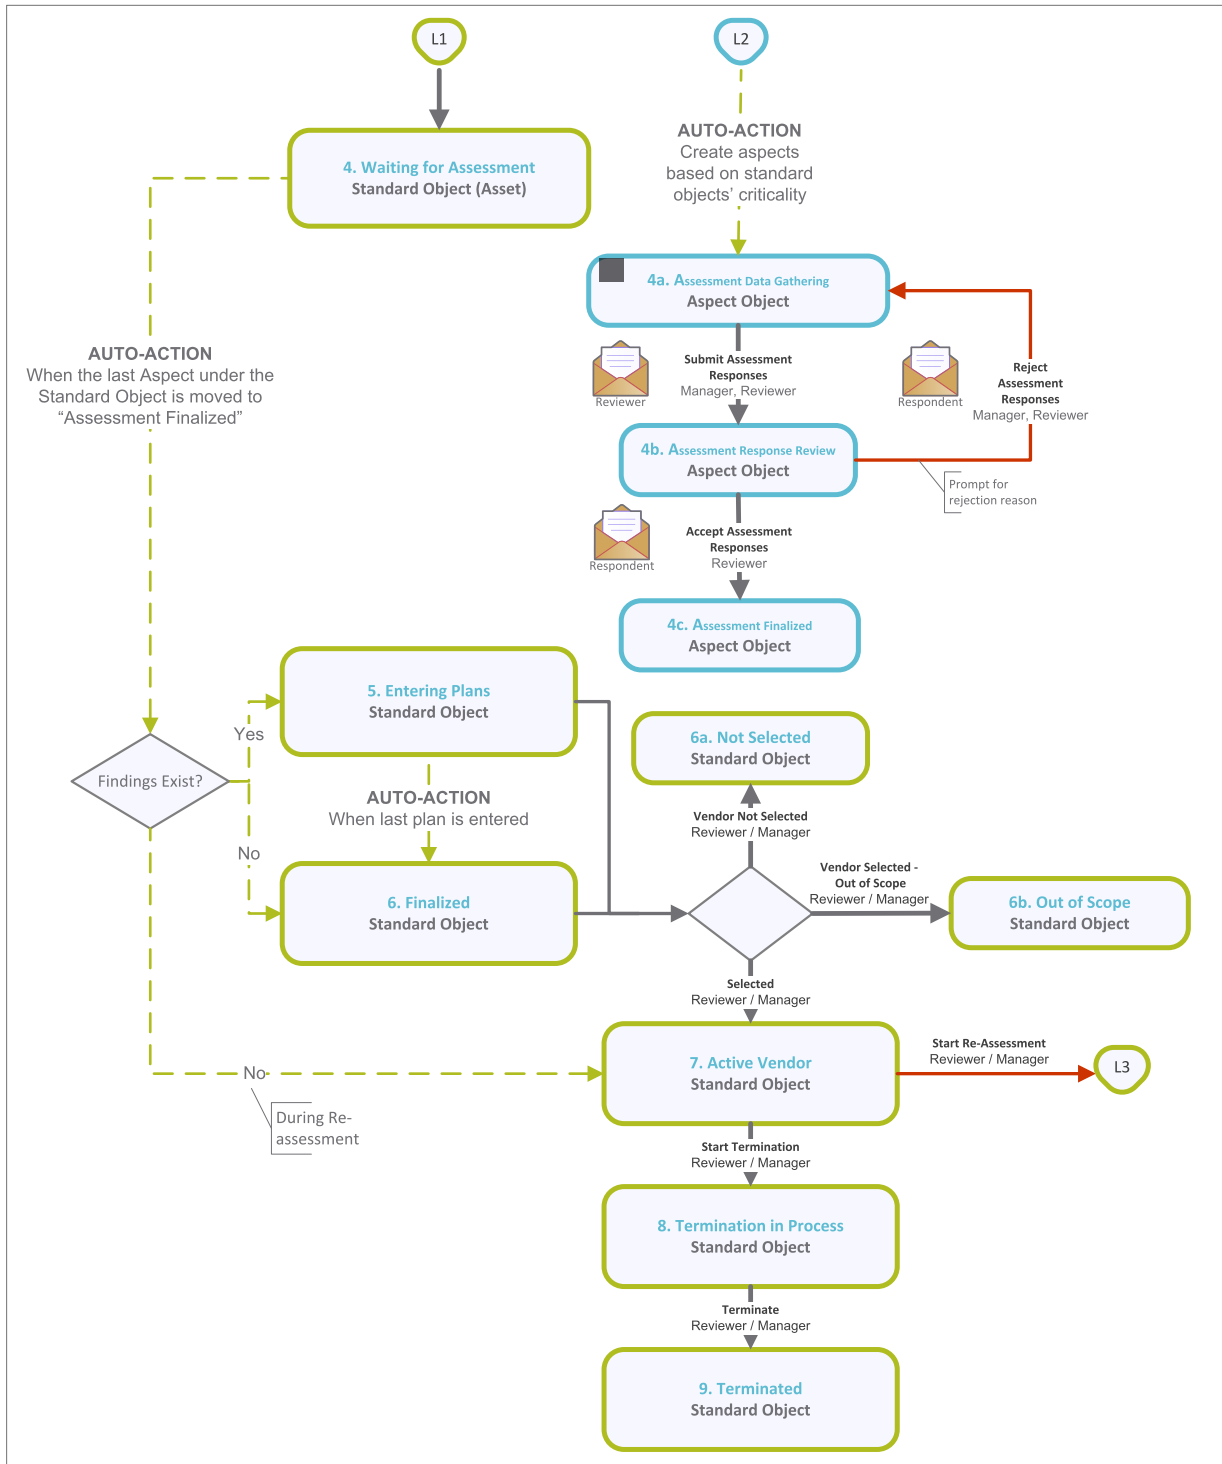 L1
L2
AUTO-ACTION
Create aspects
based on standard
objects' criticality
4. Waiting for Assessment
Standard Object (Asset)
4a. Assessment Data Gathering
Aspect Object
AUTO-ACTION
When the last Aspect under the
Standard Object is moved to
“Assessment Finalized”
Reviewer
Submit Assessment
Responses
Manager, Reviewer
Respondent
Reject
Assessment
Responses
Manager, Reviewer
4b. Assessment Response Review
Aspect Object
Prompt for
rejection reason
Respondent
Accept Assessment
Responses
Reviewer
4c. Assessment Finalized
Aspect Object
5. Entering Plans
Standard Object
Yes
6a. Not Selected
Standard Object
Findings Exist?
AUTO-ACTION
When last plan is entered
Vendor Not Selected
Reviewer / Manager
No
Vendor Selected -
Out of Scope
Reviewer / Manager
6. Finalized
Standard Object
6b. Out of Scope
Standard Object
Selected
Reviewer / Manager
7. Active Vendor
Standard Object
Start Re-Assessment
Reviewer / Manager
L3
No
During Re-
assessment
Start Termination
Reviewer / Manager
8. Termination in Process
Standard Object
Terminate
Reviewer / Manager
9. Terminated
Standard Object